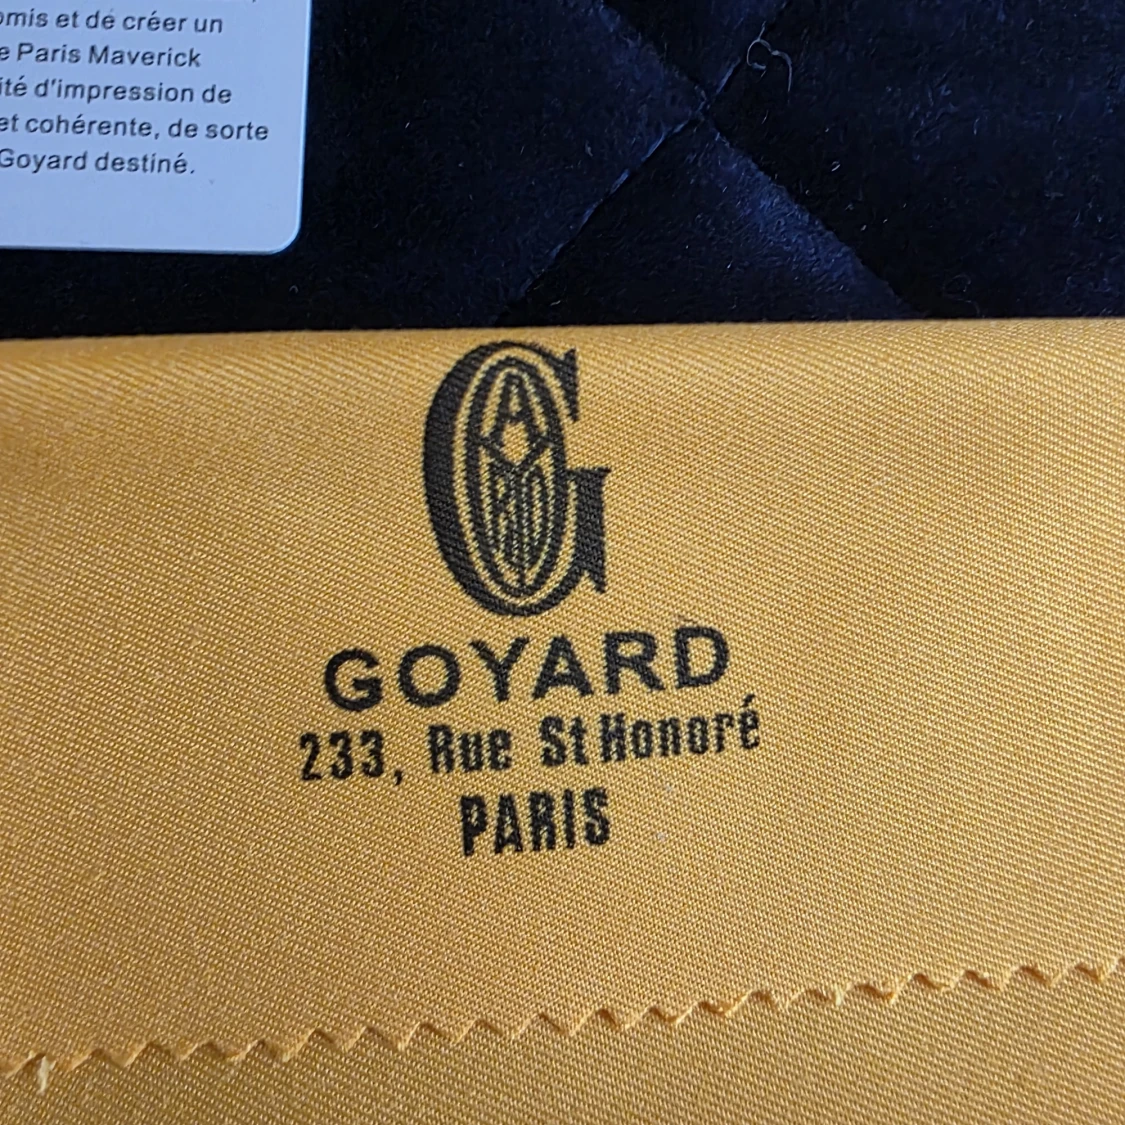 omis et de créer un
e Paris Maverick
ité d'impression de
et cohérente, de sorte
Goyard destiné.
G
AYRD
GOYARD
233, Rue St Honoré
PARIS